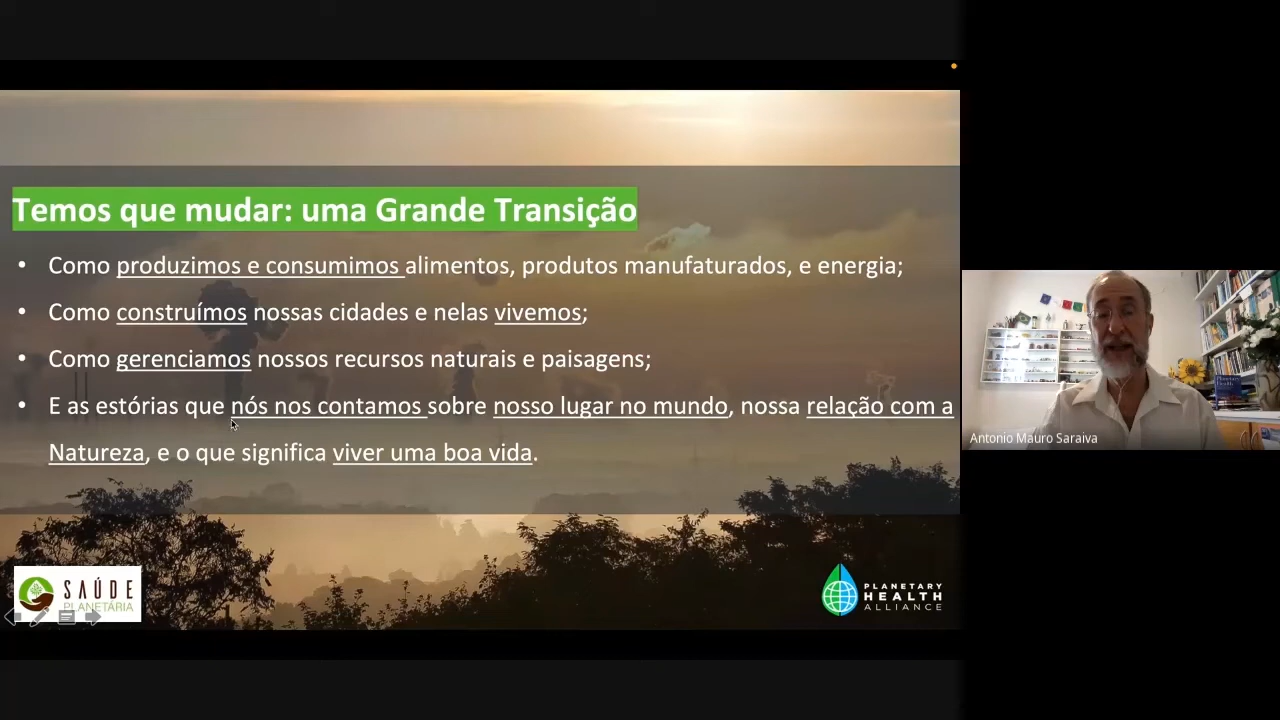 Temos que mudar: uma Grande Transição
• Como produzimos e consumimos alimentos, produtos manufaturados, e energia;
• Como construímos nossas cidades e nelas vivemos;
• Como gerenciamos nossos recursos naturais e paisagens;
• E as estórias que nós nos contamos sobre nosso lugar no mundo, nossa relação com a
Natureza, e o que significa viver uma boa vida.
SAÚDE
PLANETÁRIA
PLANETARY
HEALTH
ALLIANCE
Antonio Mauro Saraiva
Planetary
Health